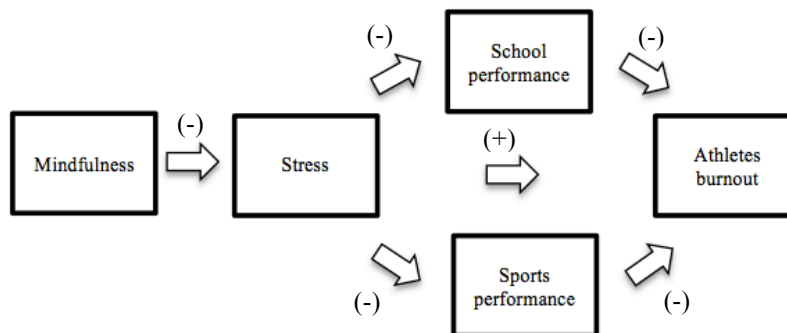 (-)
School
performance
(-)
Mindfulness
(-)
Stress
(+)
Athletes
burnout
(-)
Sports
performance
(-)